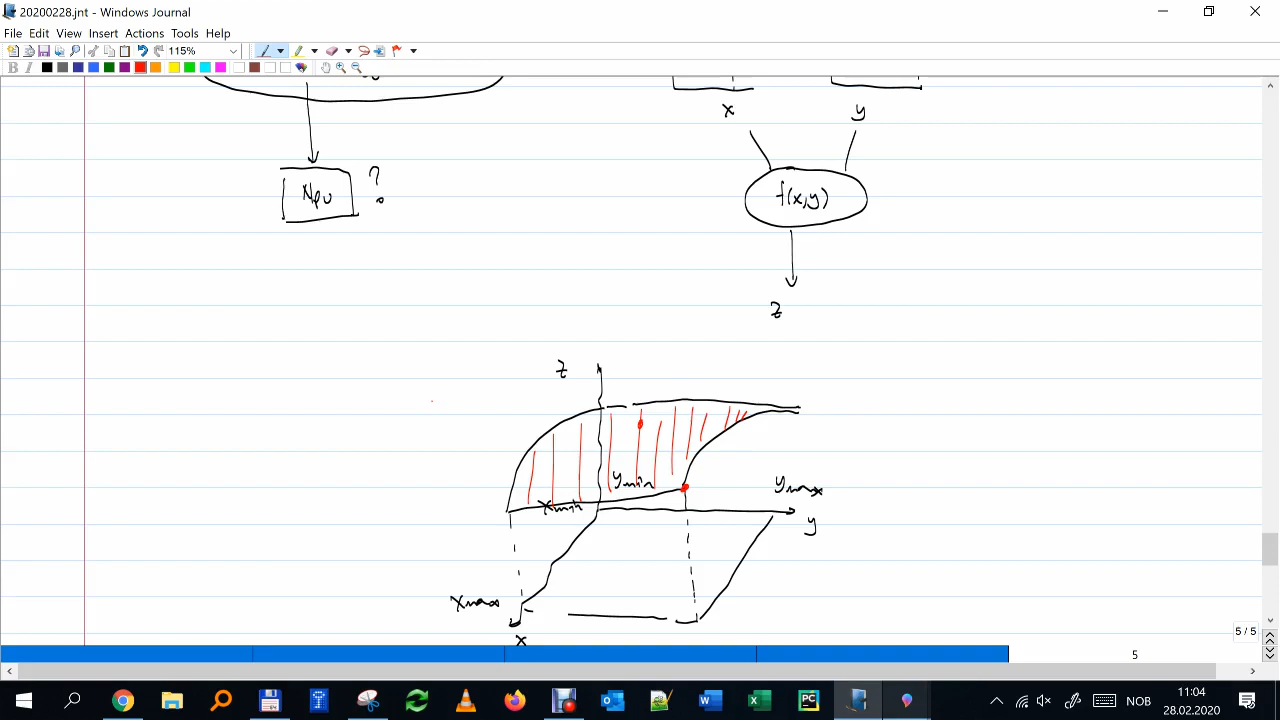 20200228.jnt - Windows Journal
File Edit View Insert Actions Tools Help
115%
B I
x y
Npv ?
f(x,y)
z
z
ymin ymax
xmin
y
xmax
x
5 / 5
5
NOB
11:04
28.02.2020